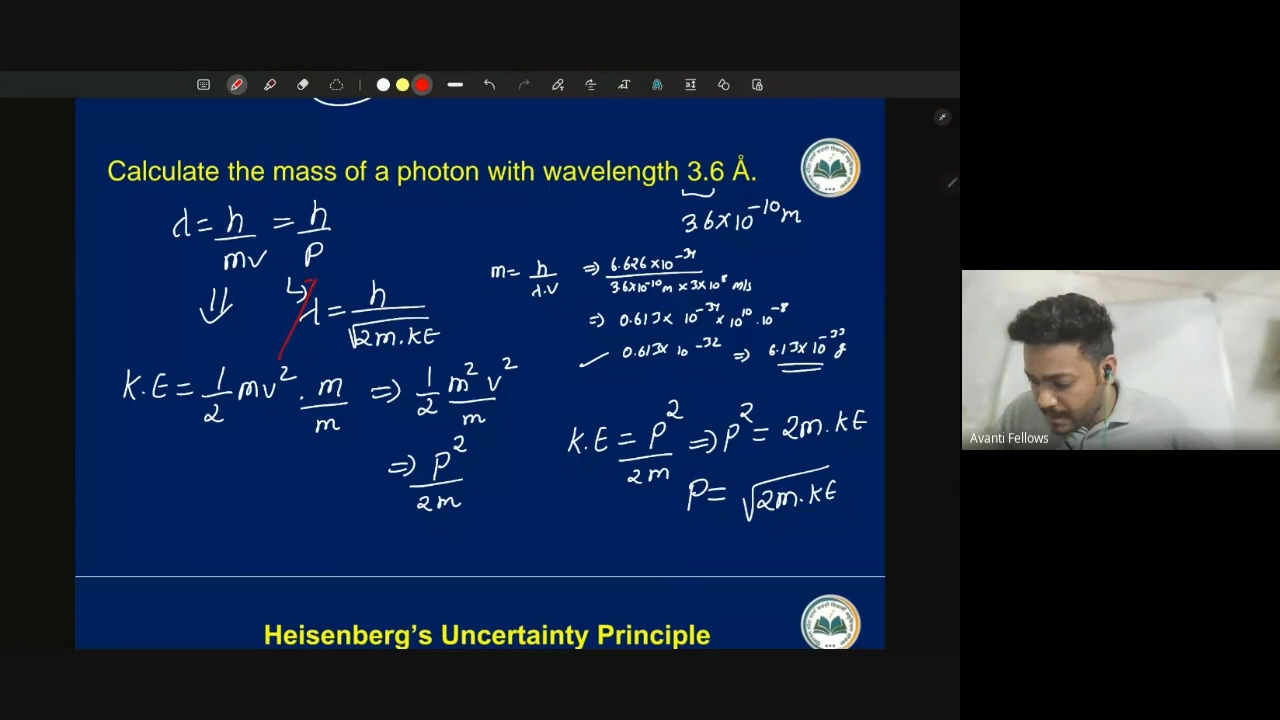 Calculate the mass of a photon with wavelength 3.6 Å.
3.6×10⁻¹⁰m
λ = h/mv = h/P
⇓ ↳ λ = h/√2m.KE
m = h/λ.v ⇒ 6.626×10⁻³⁴/3.6×10⁻¹⁰m × 3×10⁸ m/s
⇒ 0.613× 10⁻³⁴ × 10¹⁰ . 10⁻⁸
0.613× 10⁻³² ⇒ 6.13×10⁻³³ g
K.E = 1/2 mv² . m/m ⇒ 1/2 m²v²/m
⇒ P²/2m
K.E = P²/2m ⇒ P² = 2m.KE
P = √2m.KE
Heisenberg's Uncertainty Principle
Avanti Fellows